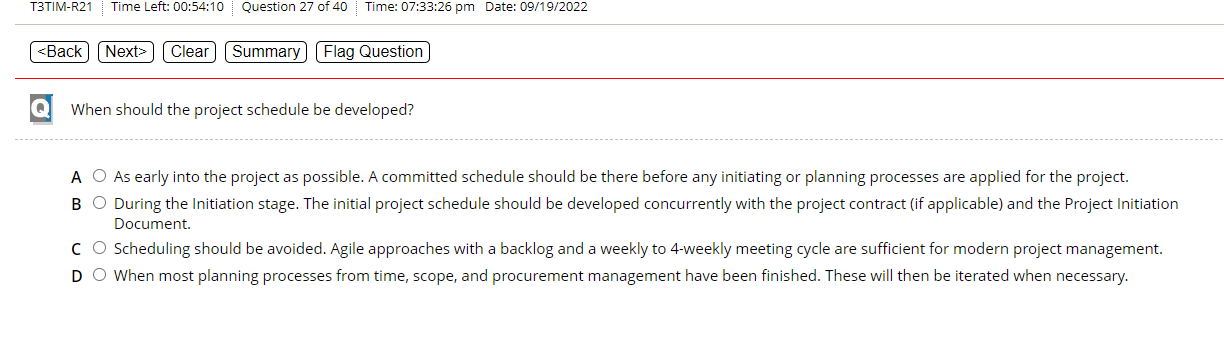 T3TIM-R21 Time Left: 00:54:10 Question 27 of 40 Time: 07:33:26 pm Date: 09/19/2022
<Back Next> Clear Summary Flag Question
Q When should the project schedule be developed?
A As early into the project as possible. A committed schedule should be there before any initiating or planning processes are applied for the project.
B During the Initiation stage. The initial project schedule should be developed concurrently with the project contract (if applicable) and the Project Initiation
Document.
C Scheduling should be avoided. Agile approaches with a backlog and a weekly to 4-weekly meeting cycle are sufficient for modern project management.
D When most planning processes from time, scope, and procurement management have been finished. These will then be iterated when necessary.